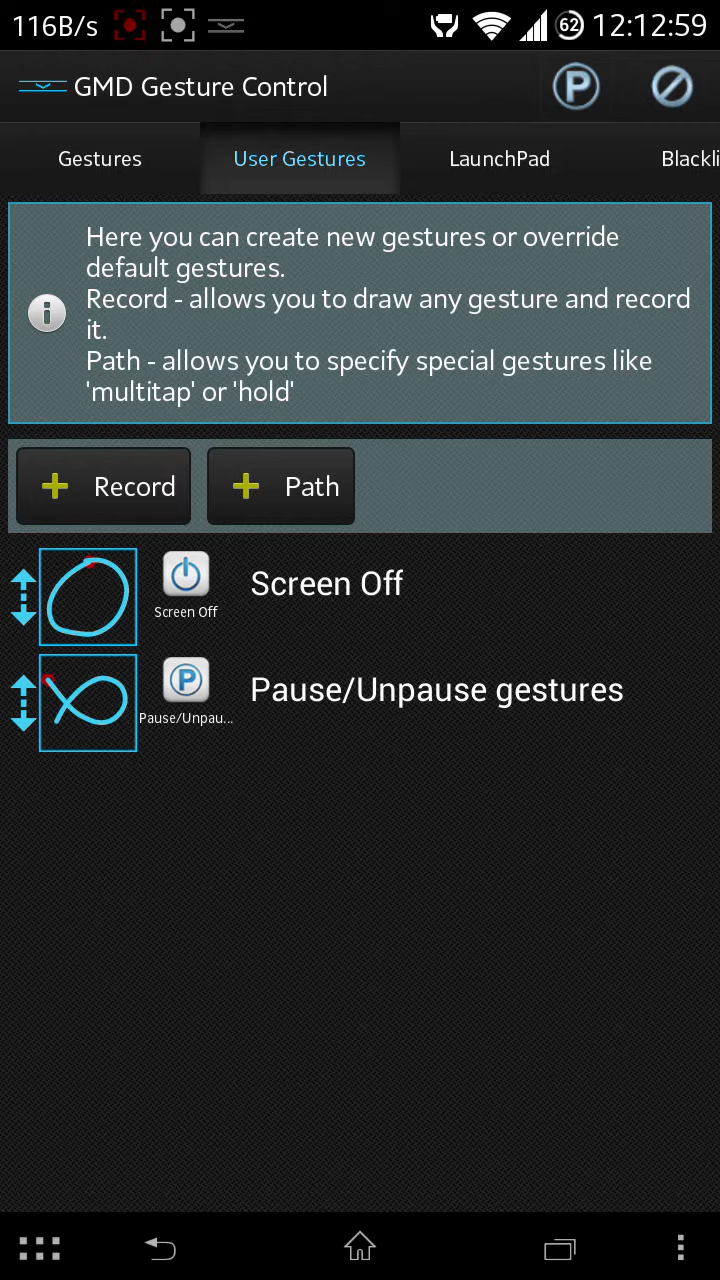 116B/s 62 12:12:59
GMD Gesture Control P
Gestures User Gestures LaunchPad Blackli
Here you can create new gestures or override
default gestures.
Record - allows you to draw any gesture and record
it.
Path - allows you to specify special gestures like
'multitap' or 'hold'
+ Record + Path
Screen Off
Screen Off
P Pause/Unpause gestures
Pause/Unpau...